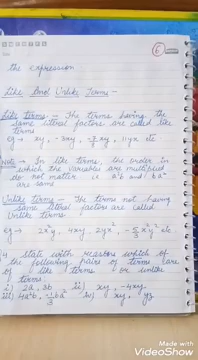 6
the expression
Like And Unlike Terms -
Like terms :- The terms having the
same literal factors are called like
terms
eg → xy, -3xy, -7/2 xy, 11yx etc.
Note → In like terms, the order in
which the variables are multiplied
do not matter i.e a²b and ba²
are same
Unlike terms - The terms not having
same literal factors are called
Unlike terms
eg → 2x²y, 4xy, 2yx², -5/3 x²y² etc
4 State with reasons which of
following pairs of terms are
of like terms or unlike
terms
i) 2a, 3b ii) xy, -4xy
iii) 4a²b, -1/3 ba² iv) xy, yz
Made With
VivaVideo